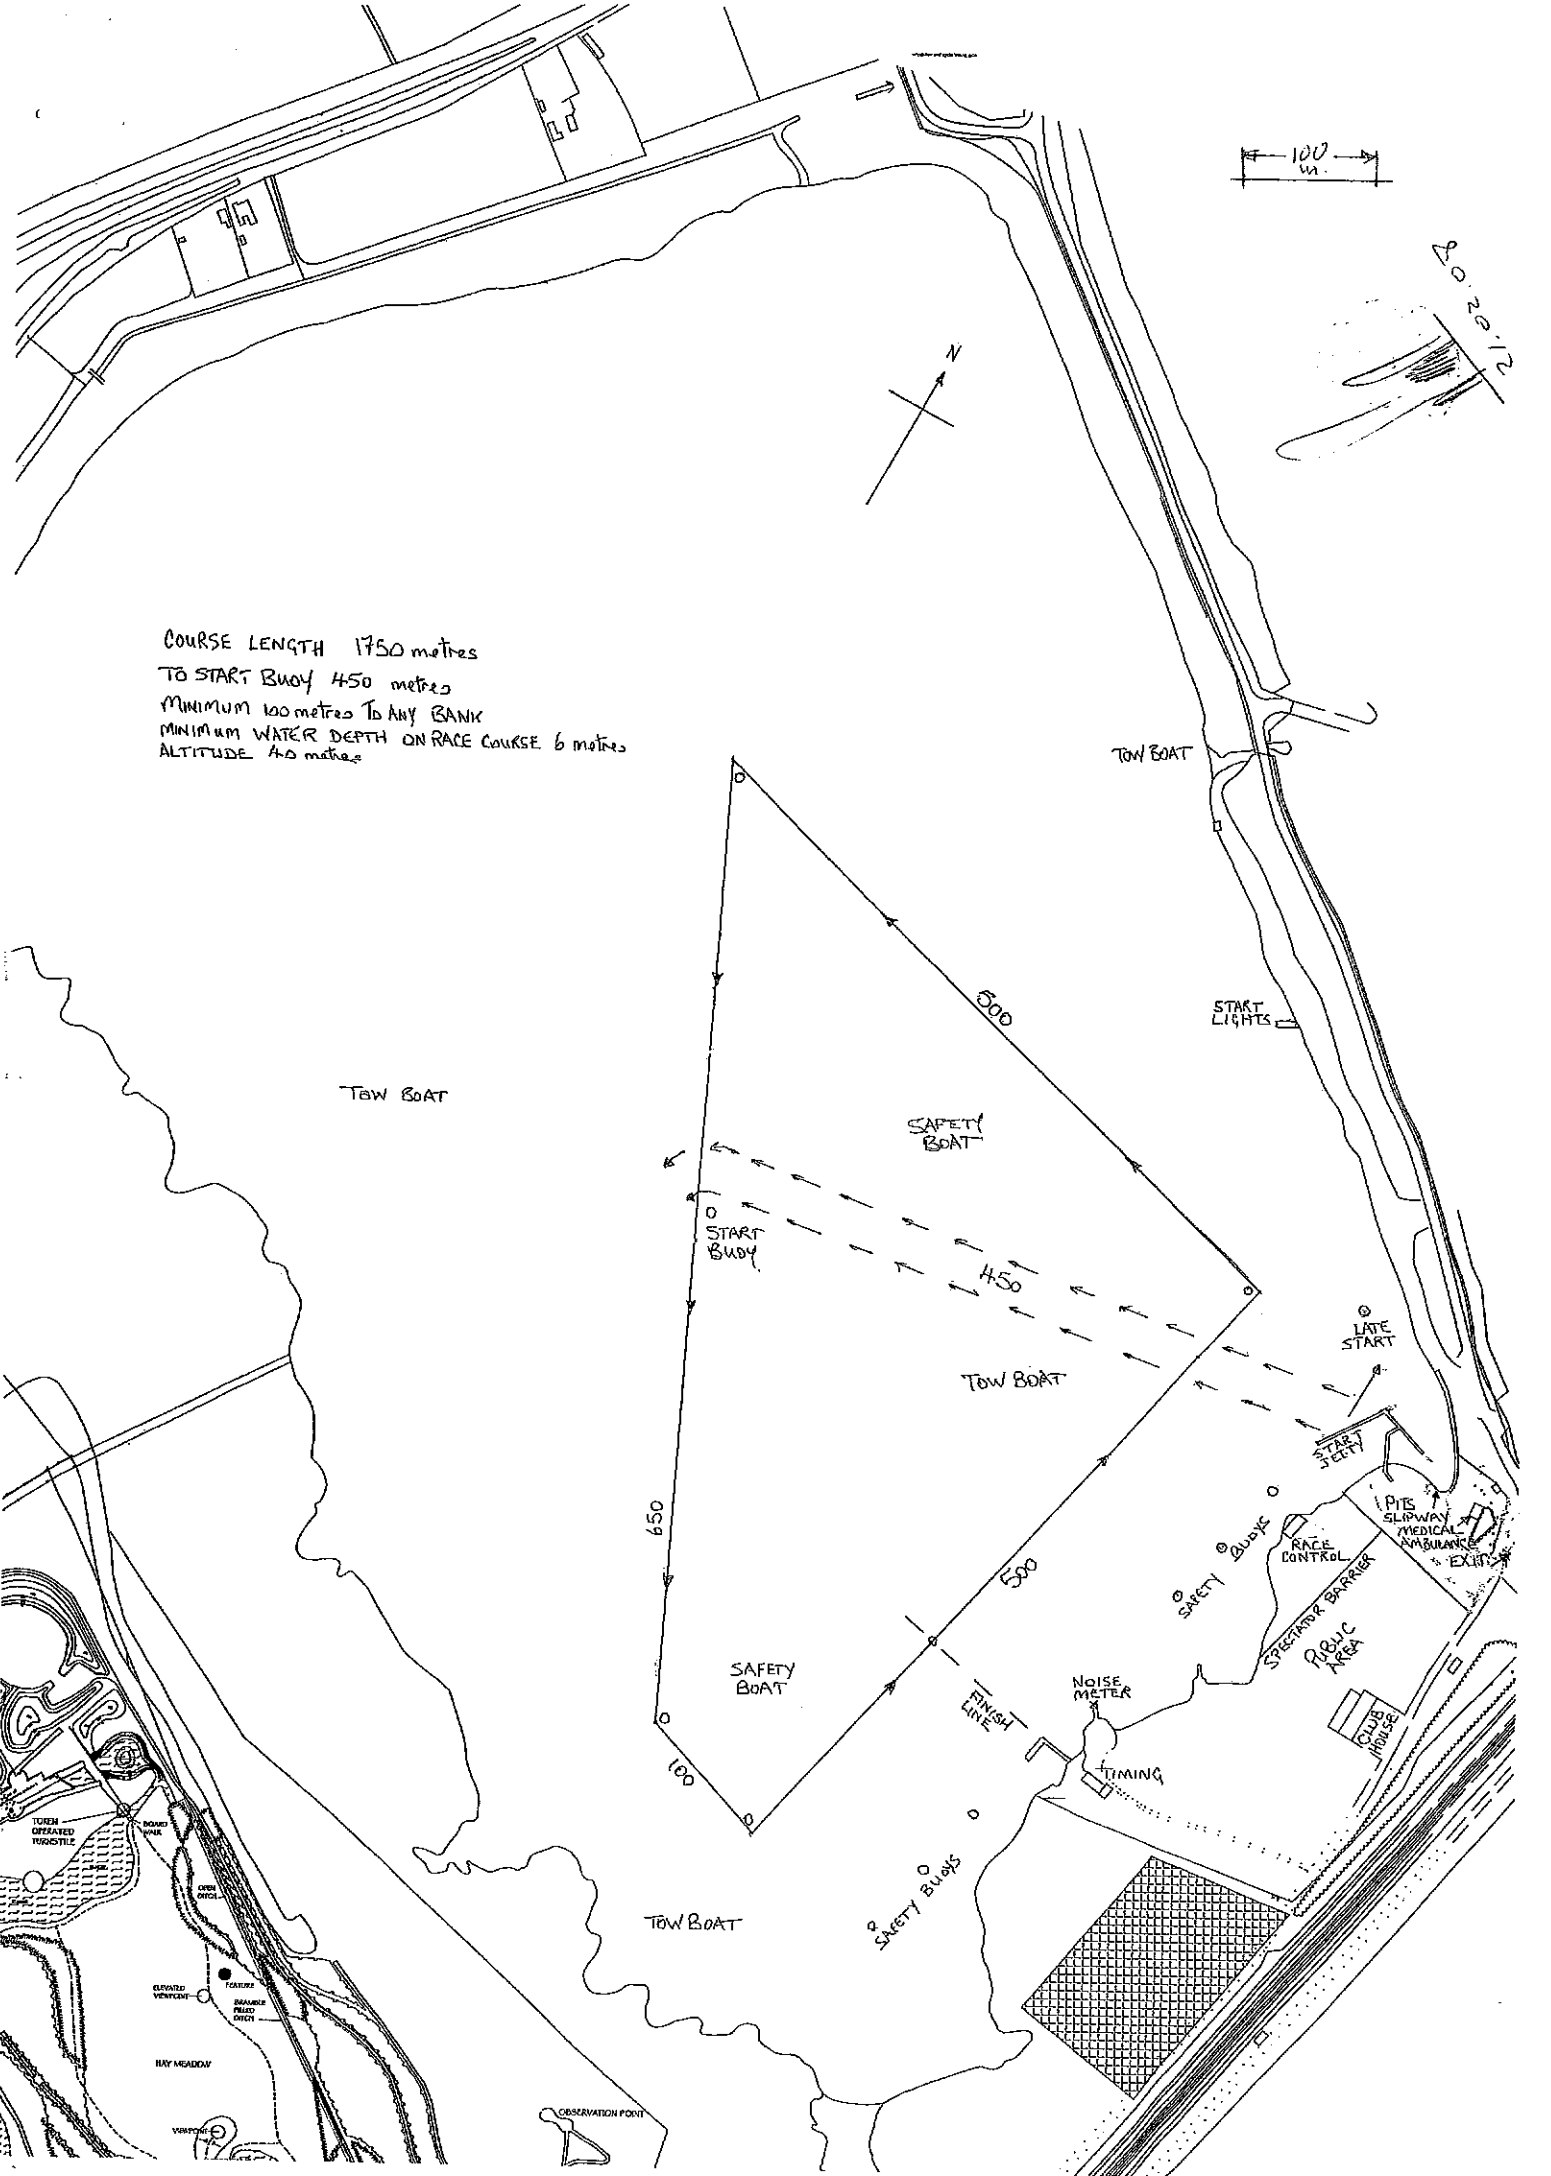 100
m.
80·20·12
N
COURSE LENGTH 1750 metres
TO START BUOY 450 metres
MINIMUM 100 metres TO ANY BANK
MINIMUM WATER DEPTH ON RACE COURSE 6 metres
ALTITUDE 40 metres
TOW BOAT
500
START
LIGHTS
TOW BOAT
SAFETY
BOAT
START
BUOY
450
LATE
START
TOW BOAT
START
JETTY
650
PITS
SLIPWAY
MEDICAL
AMBULANCE
EXIT
SAFETY BUOYS
RACE
CONTROL
500
SPECTATOR BARRIER
PUBLIC
AREA
SAFETY
BOAT
NOISE
METER
FINISH
LINE
CLUB
HOUSE
100
TIMING
TOKEN
OPERATED
TURNSTILE
BOARD
WALK
OPEN
DITCH
SAFETY BUOYS
TOW BOAT
FEATURE
ELEVATED
VIEWPOINT
BRAMBLE
FILLED
DITCH
HAY MEADOW
OBSERVATION POINT
VIEWPOINT